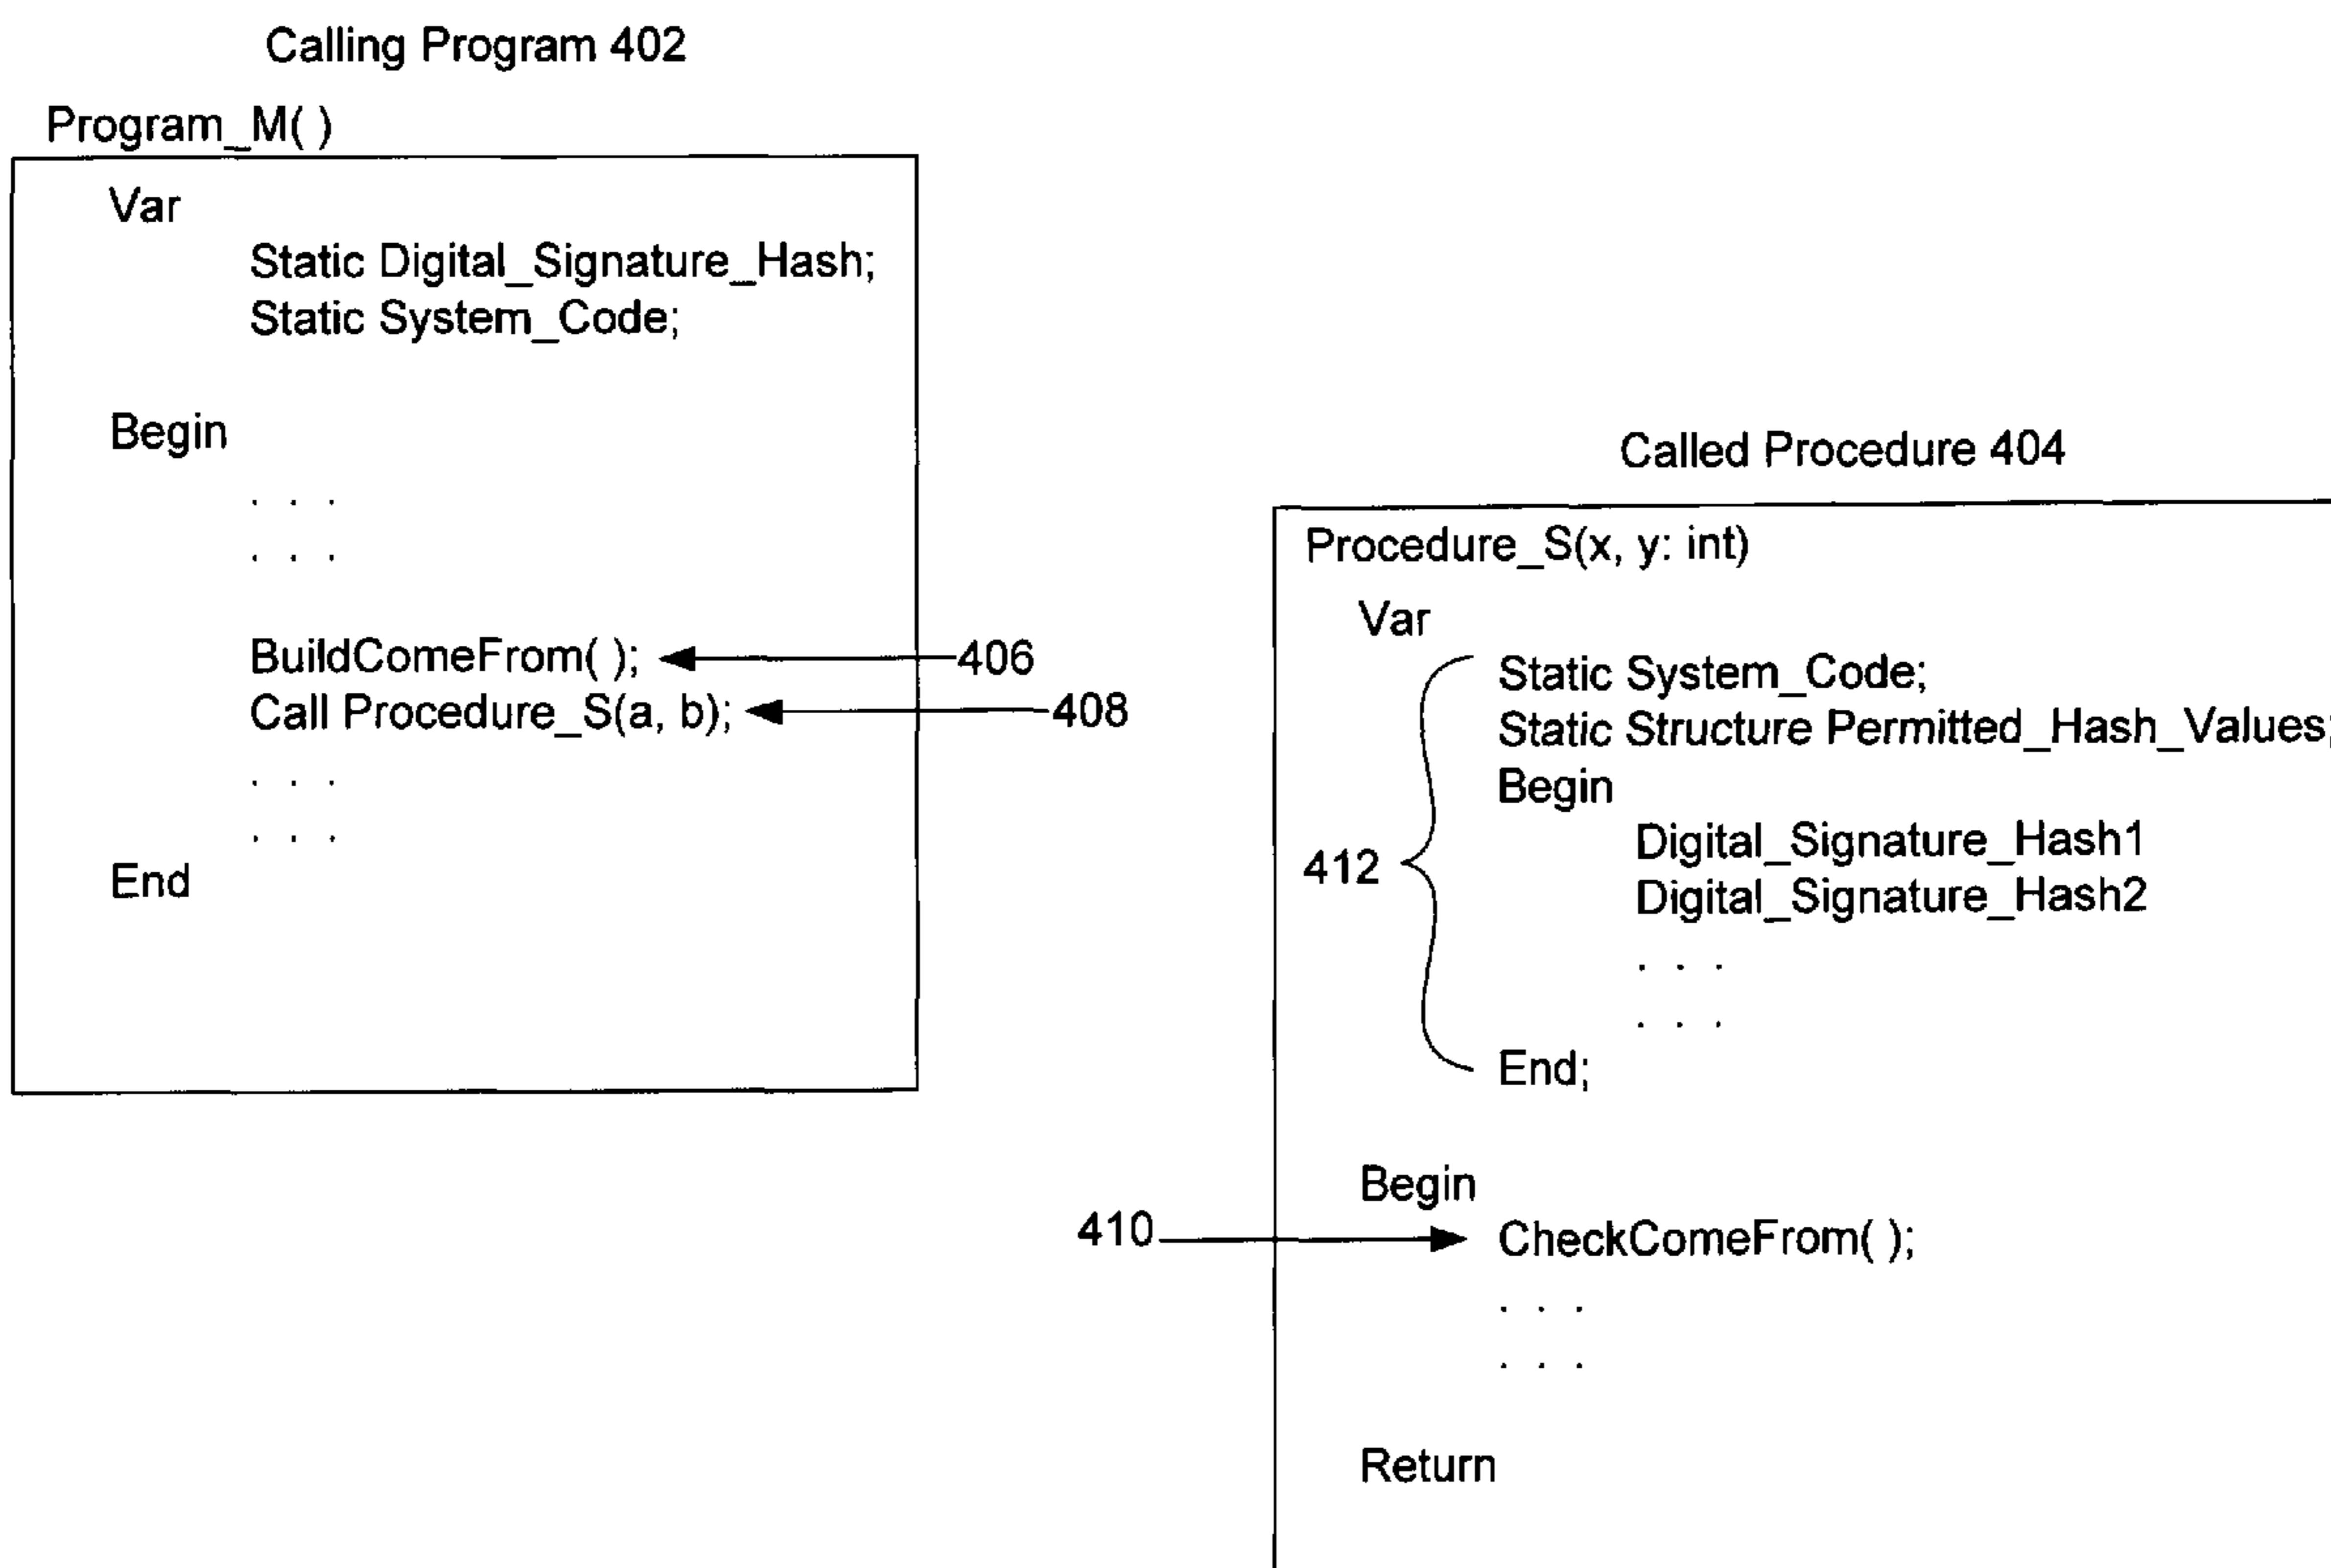 Calling Program 402
Program_M( )
Var
Static Digital_Signature_Hash;
Static System_Code;
Begin
. . .
. . .
BuildComeFrom( );
406
Call Procedure_S(a, b);
408
. . .
. . .
End
Called Procedure 404
Procedure_S(x, y: int)
Var
Static System_Code;
Static Structure Permitted_Hash_Values;
Begin
Digital_Signature_Hash1
412
Digital_Signature_Hash2
. . .
. . .
End;
Begin
410
CheckComeFrom( );
. . .
. . .
Return